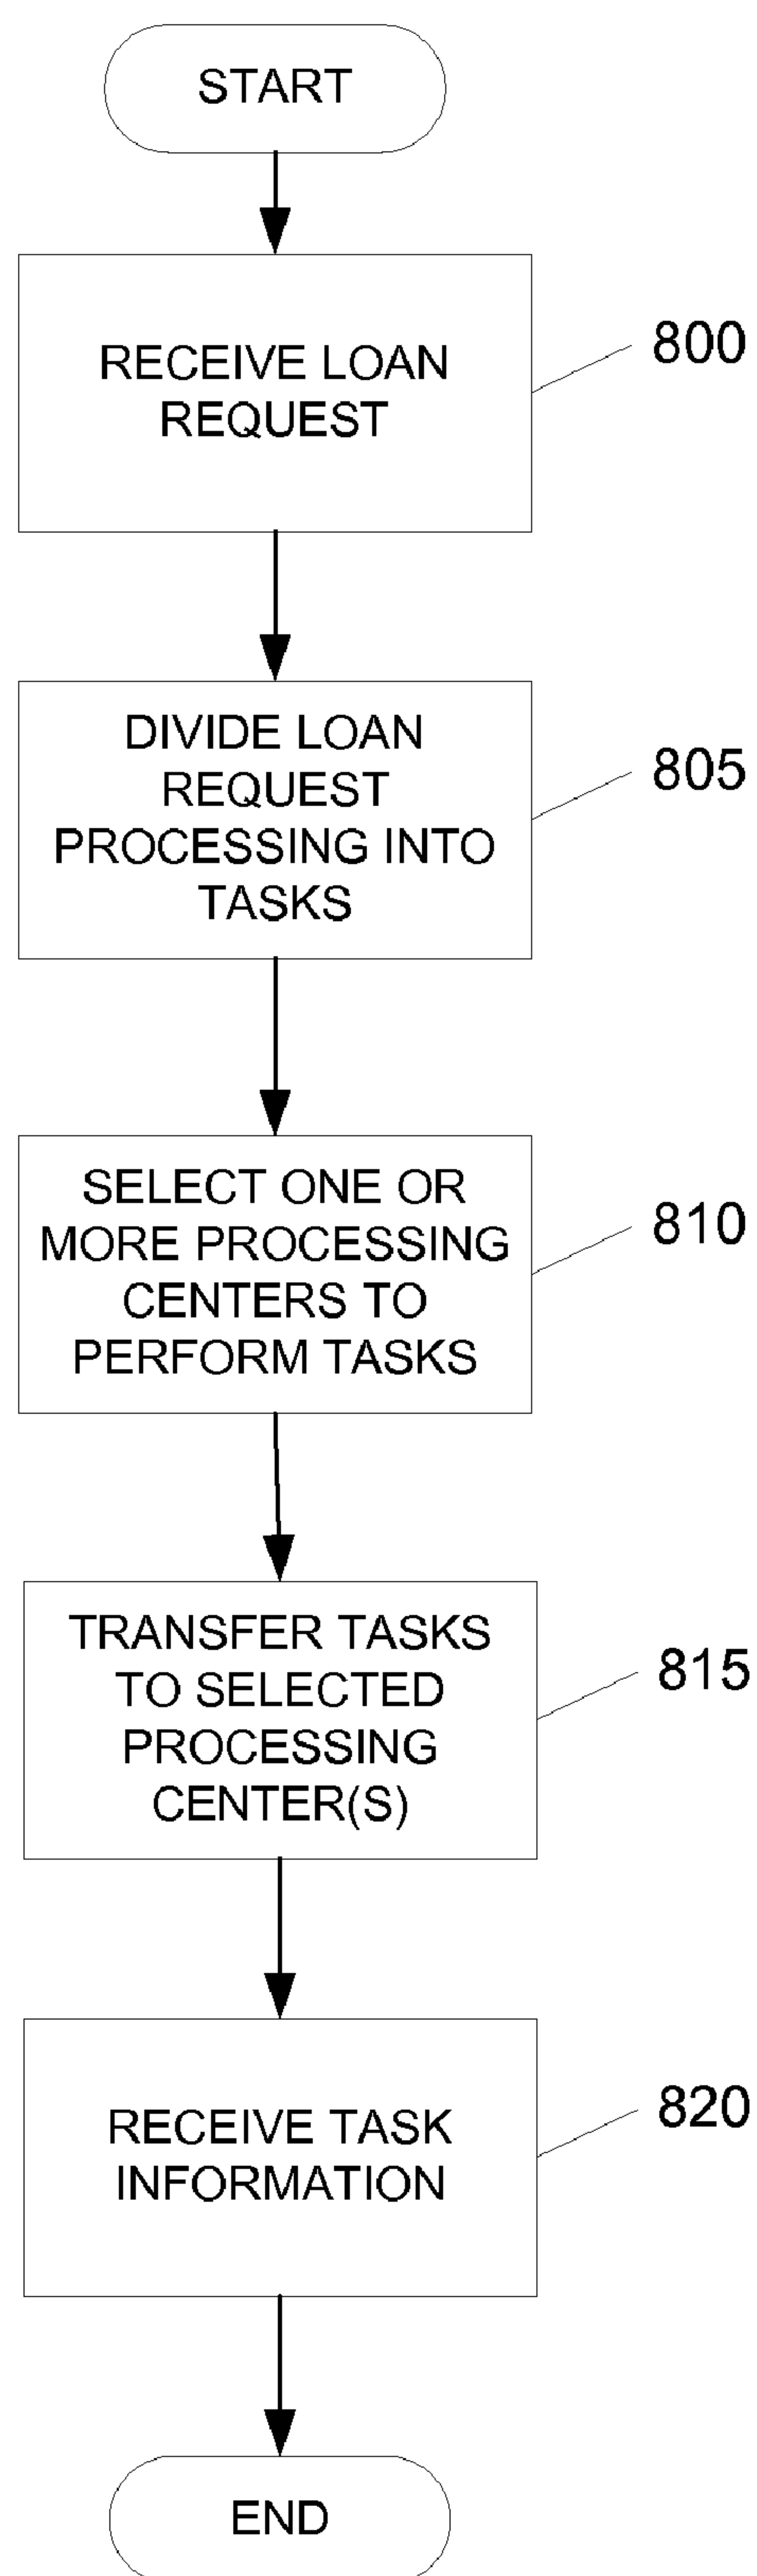 START
RECEIVE LOAN
REQUEST
800
DIVIDE LOAN
REQUEST
PROCESSING INTO
TASKS
805
SELECT ONE OR
MORE PROCESSING
CENTERS TO
PERFORM TASKS
810
TRANSFER TASKS
TO SELECTED
PROCESSING
CENTER(S)
815
RECEIVE TASK
INFORMATION
820
END